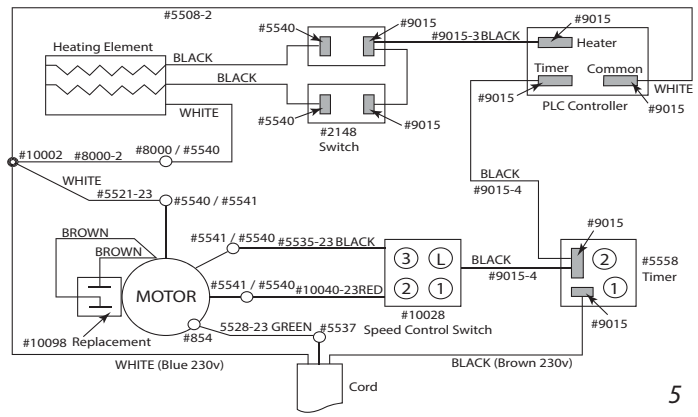 #5508-2
#5540
#9015
#9015-3 BLACK
#9015
Heating Element
BLACK
Heater
BLACK
Timer
Common
WHITE
#5540
#9015
#9015
WHITE
#9015
PLC Controller
#2148
Switch
#10002
#8000-2
#8000 / #5540
WHITE
#5521-23
#5540 / #5541
BLACK
#9015-4
BROWN
BROWN
#5541 / #5540
#5535-23 BLACK
#9015
3
L
2
1
BLACK
#9015-4
2
1
#5558
Timer
MOTOR
#5541 / #5540
#10040-23RED
#10028
Speed Control Switch
#9015
#10098
Replacement
#854
5528-23 GREEN
#5537
WHITE (Blue 230v)
BLACK (Brown 230v)
Cord
5